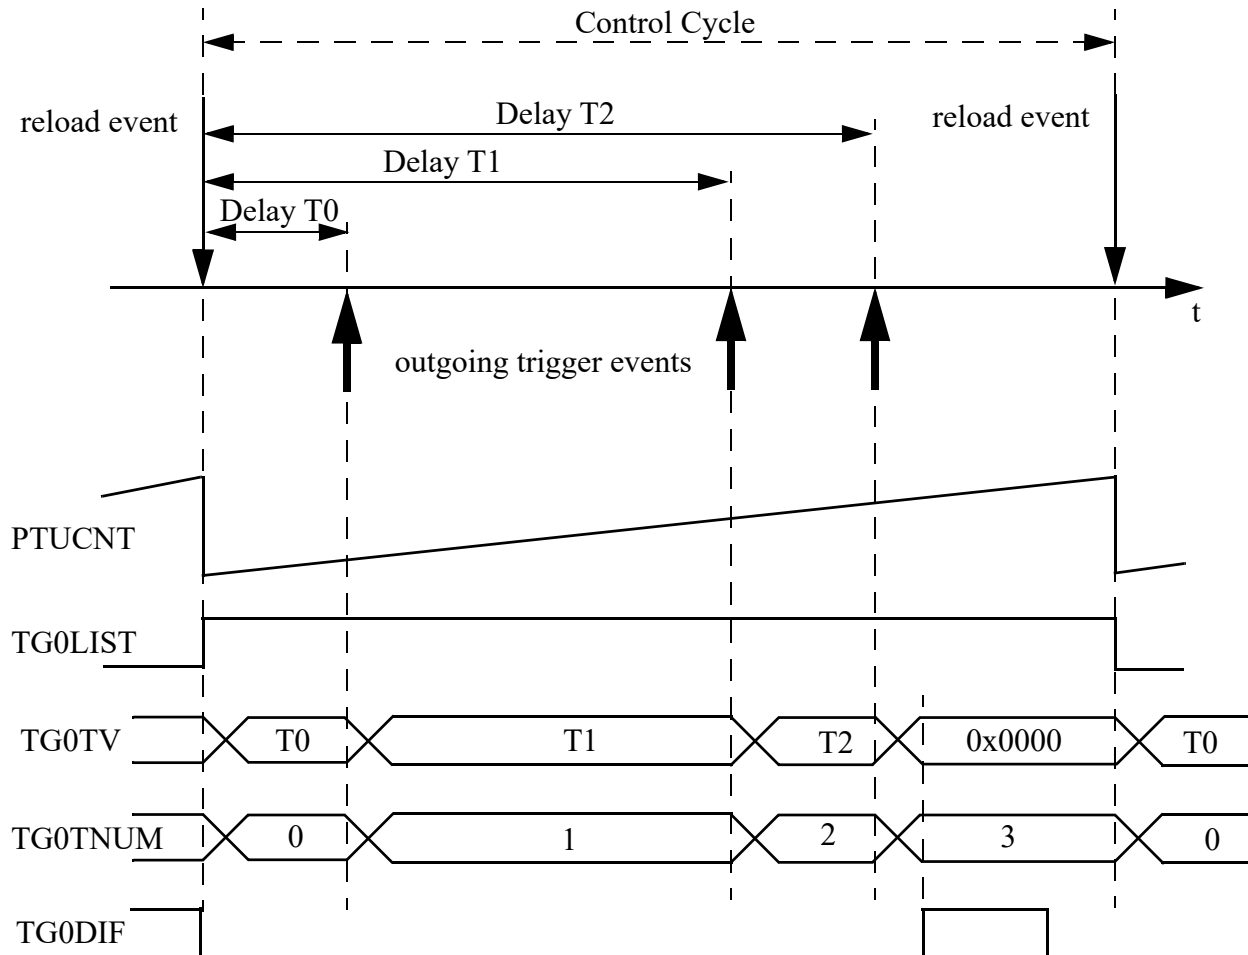 Control Cycle
reload event
Delay T2
reload event
Delay T1
Delay T0
t
outgoing trigger events
PTUCNT
TG0LIST
TG0TV
T0
T1
T2
0x0000
T0
TG0TNUM
0
1
2
3
0
TG0DIF